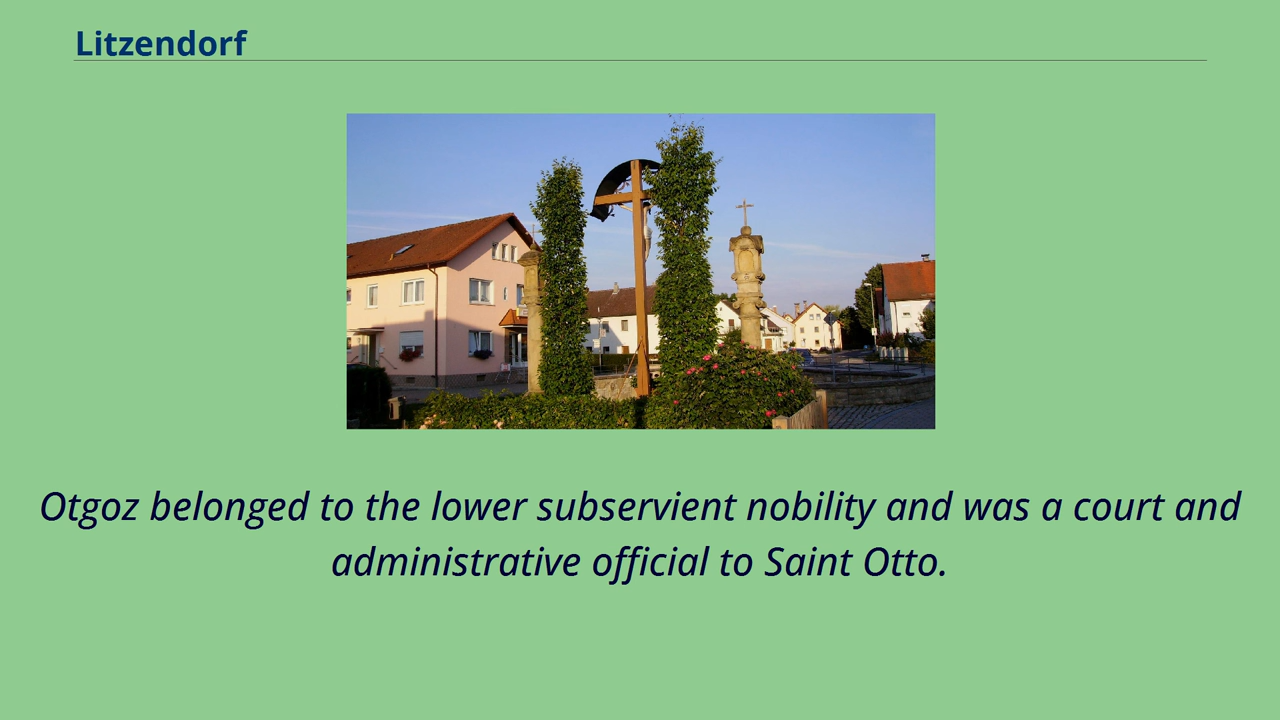 Litzendorf
Otgoz belonged to the lower subservient nobility and was a court and
administrative official to Saint Otto.